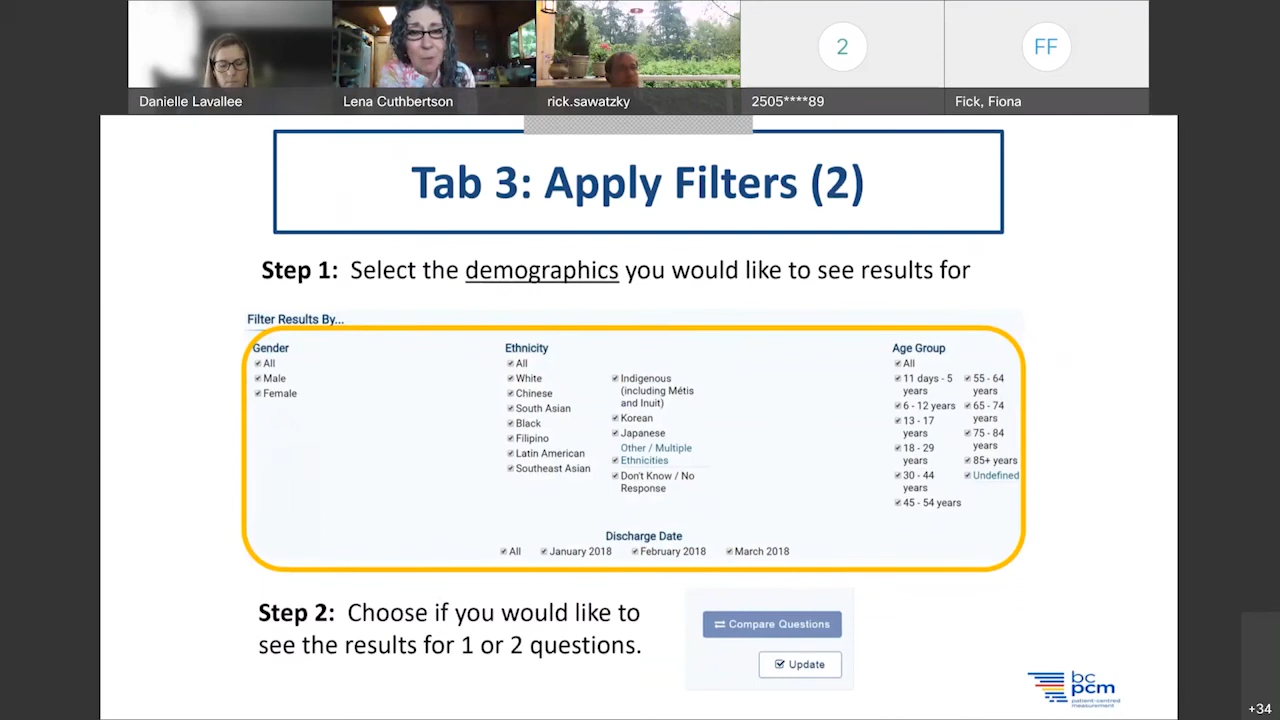 2
FF
Danielle Lavallee
Lena Cuthbertson
rick.sawatzky
2505****89
Fick, Fiona
Tab 3: Apply Filters (2)
Step 1: Select the demographics you would like to see results for
Filter Results By...
Gender
All
Male
Female
Ethnicity
All
White
Chinese
South Asian
Black
Filipino
Latin American
Southeast Asian
Indigenous
(including Métis
and Inuit)
Korean
Japanese
Other / Multiple
Ethnicities
Don't Know / No
Response
Age Group
All
11 days - 5
years
6 - 12 years
13 - 17
years
18 - 29
years
30 - 44
years
45 - 54 years
55 - 64
years
65 - 74
years
75 - 84
years
85+ years
Undefined
Discharge Date
All January 2018 February 2018 March 2018
Step 2: Choose if you would like to
see the results for 1 or 2 questions.
Compare Questions
Update
bc
pcm
patient-centred
measurement
+34